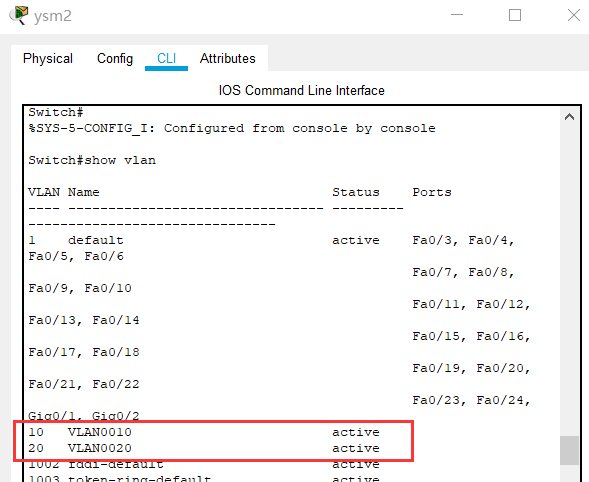 ysm2
Physical Config CLI Attributes
IOS Command Line Interface
Switch#
%SYS-5-CONFIG_I: Configured from console by console
Switch#show vlan
VLAN Name                             Status    Ports
---- -------------------------------- ---------
-------------------------------
1    default                          active    Fa0/3, Fa0/4,
Fa0/5, Fa0/6
                                                Fa0/7, Fa0/8,
Fa0/9, Fa0/10
                                                Fa0/11, Fa0/12,
Fa0/13, Fa0/14
                                                Fa0/15, Fa0/16,
Fa0/17, Fa0/18
                                                Fa0/19, Fa0/20,
Fa0/21, Fa0/22
                                                Fa0/23, Fa0/24,
Gig0/1, Gig0/2
10   VLAN0010                         active
20   VLAN0020                         active
1002 fddi-default                     active
1003 token-ring-default               active